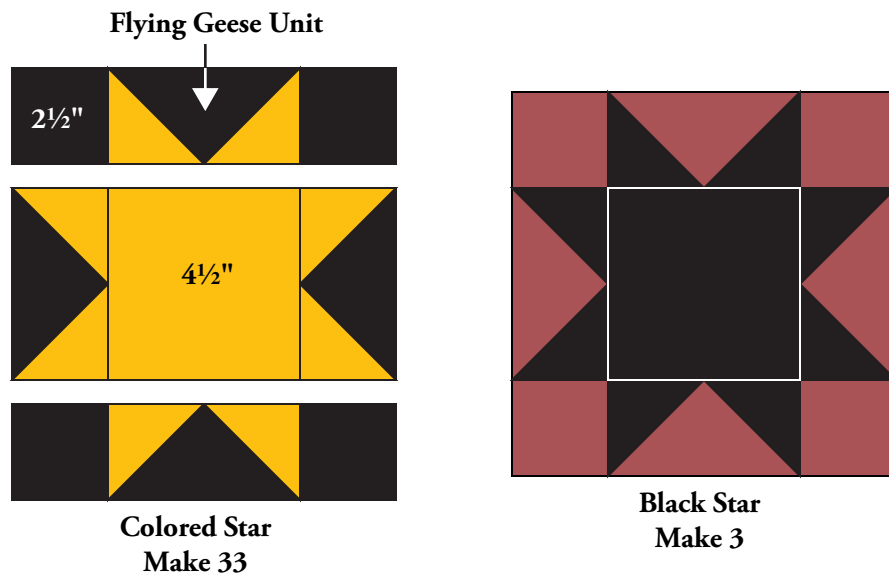 Flying Geese Unit
2½"
4½"
Colored Star
Make 33
Black Star
Make 3